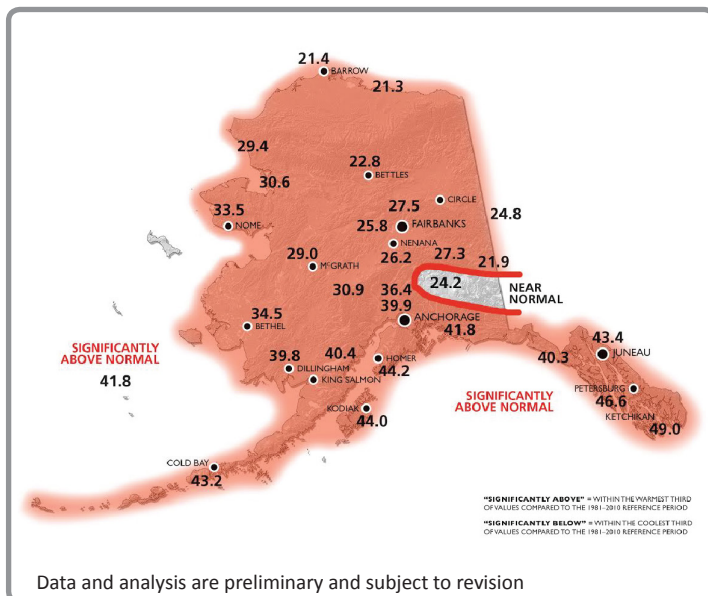 21.4
BARROW
21.3
29.4
22.8
BETTLES
30.6
CIRCLE
27.5
24.8
33.5
NOME
25.8
FAIRBANKS
NENANA
26.2
27.3
21.9
29.0
McGRATH
24.2
NEAR
NORMAL
30.9
36.4
39.9
ANCHORAGE
34.5
BETHEL
41.8
SIGNIFICANTLY
ABOVE NORMAL
41.8
43.4
JUNEAU
40.3
39.8
40.4
HOMER
44.2
DILLINGHAM
KING SALMON
SIGNIFICANTLY
ABOVE NORMAL
PETERSBURG
46.6
KETCHIKAN
49.0
KODIAK
44.0
COLD BAY
43.2
"SIGNIFICANTLY ABOVE" = WITHIN THE WARMEST THIRD
OF VALUES COMPARED TO THE 1981–2010 REFERENCE PERIOD
"SIGNIFICANTLY BELOW" = WITHIN THE COOLEST THIRD
OF VALUES COMPARED TO THE 1981–2010 REFERENCE PERIOD
Data and analysis are preliminary and subject to revision